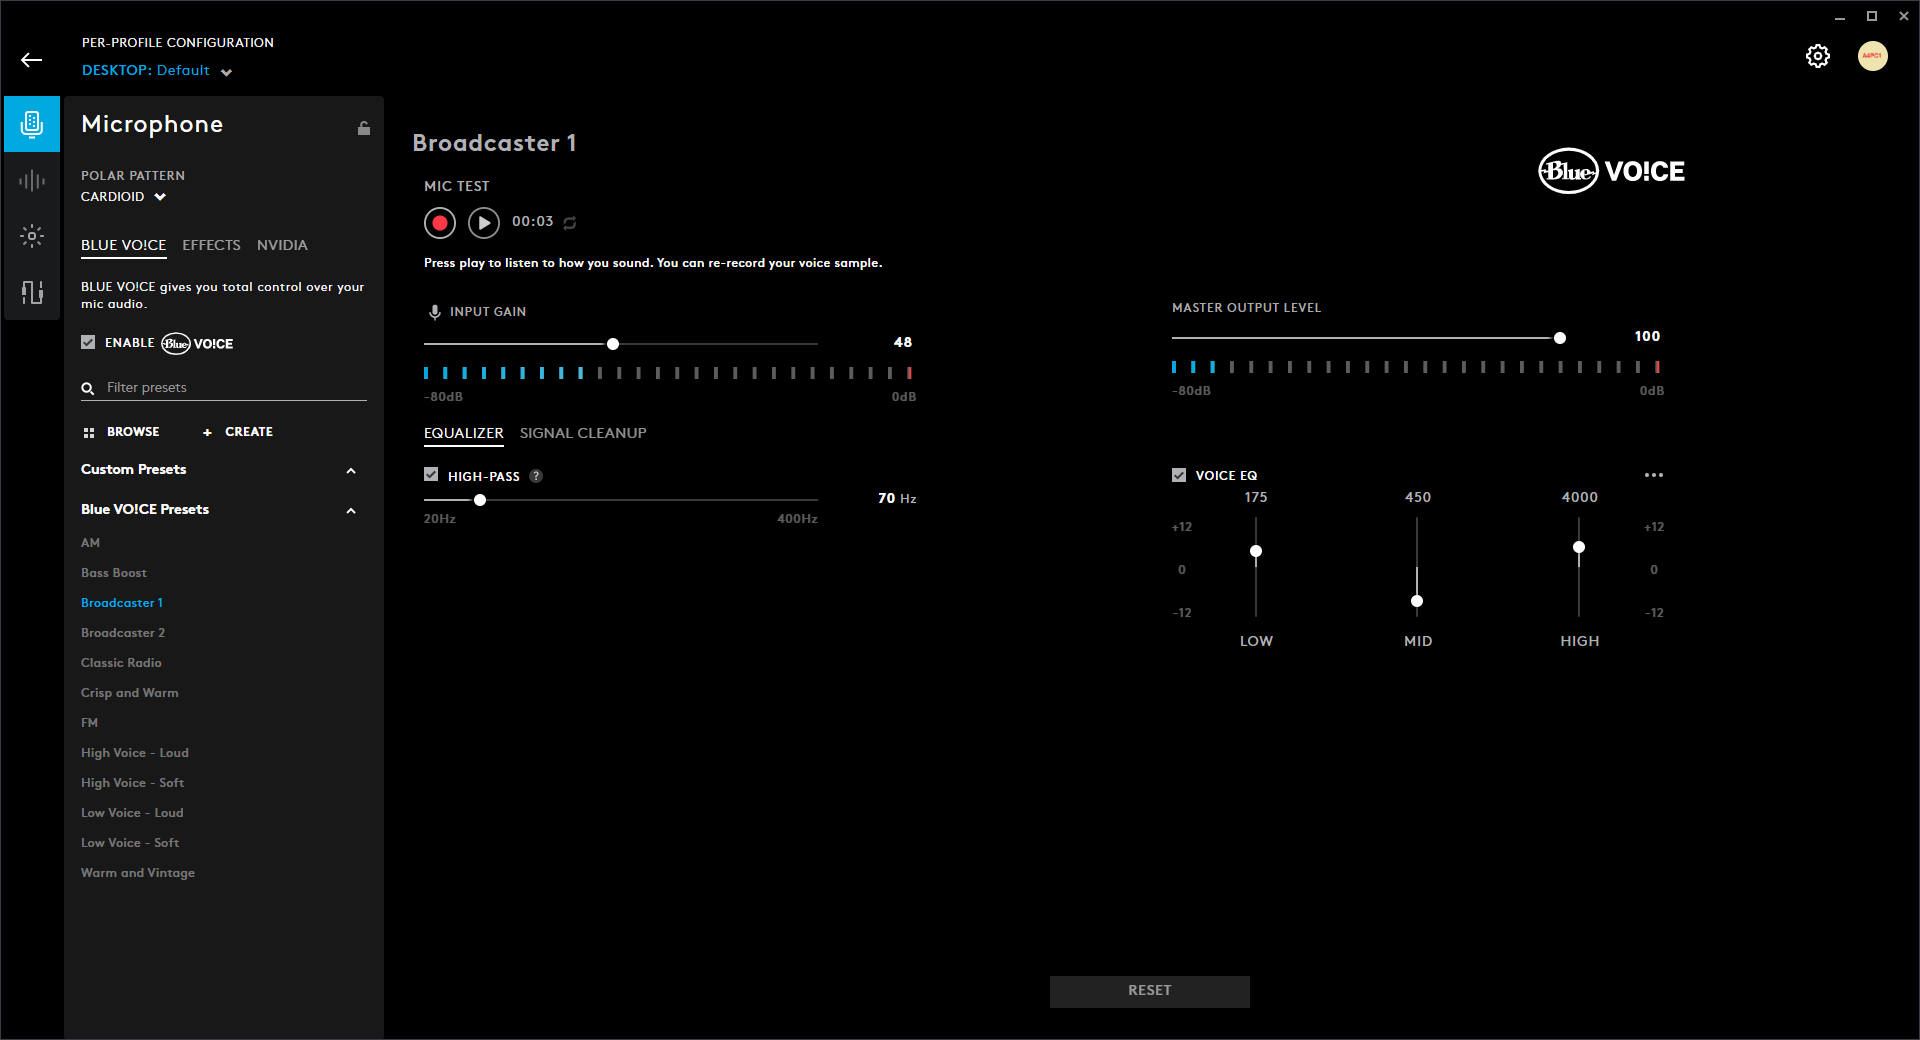 PER-PROFILE CONFIGURATION
DESKTOP: Default
A4PC1
Microphone
POLAR PATTERN
CARDIOID
BLUE VO!CE EFFECTS NVIDIA
BLUE VO!CE gives you total control over your
mic audio.
ENABLE Blue VO!CE
Filter presets
BROWSE + CREATE
Custom Presets
Blue VO!CE Presets
AM
Bass Boost
Broadcaster 1
Broadcaster 2
Classic Radio
Crisp and Warm
FM
High Voice - Loud
High Voice - Soft
Low Voice - Loud
Low Voice - Soft
Warm and Vintage
Broadcaster 1
Blue VO!CE
MIC TEST
00:03
Press play to listen to how you sound. You can re-record your voice sample.
INPUT GAIN
48
-80dB 0dB
MASTER OUTPUT LEVEL
100
-80dB 0dB
EQUALIZER SIGNAL CLEANUP
HIGH-PASS ?
70 Hz
20Hz 400Hz
VOICE EQ
175 450 4000
+12 +12
0 0
-12 -12
LOW MID HIGH
RESET